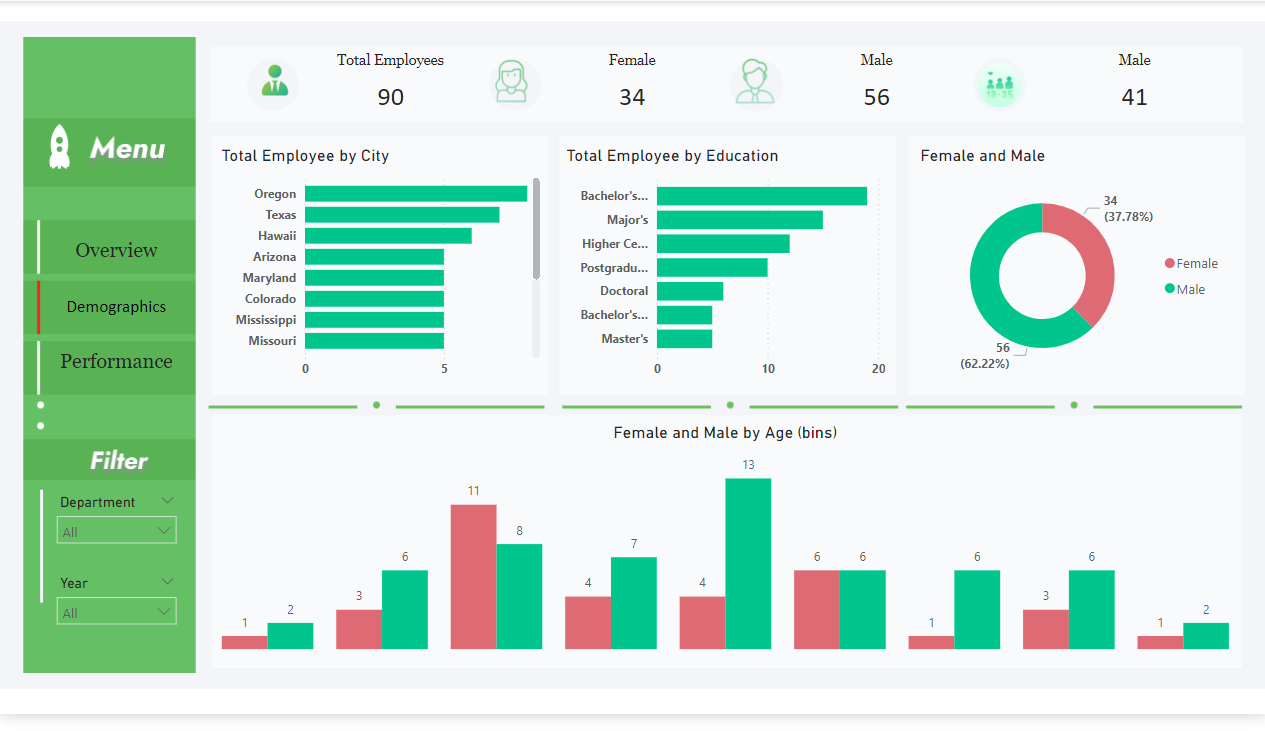 Menu
Overview
Demographics
Performance
Filter
Department
All
Year
All
Total Employees
90
Female
34
Male
56
18-35
Male
41
Total Employee by City
Oregon
Texas
Hawaii
Arizona
Maryland
Colorado
Mississippi
Missouri
0 5
Total Employee by Education
Bachelor's...
Major's
Higher Ce...
Postgradu...
Doctoral
Bachelor's...
Master's
0 10 20
Female and Male
34
(37.78%)
56
(62.22%)
Female
Male
Female and Male by Age (bins)
1 2 3 6 11 8 4 7 4 13 6 6 1 6 3 6 1 2